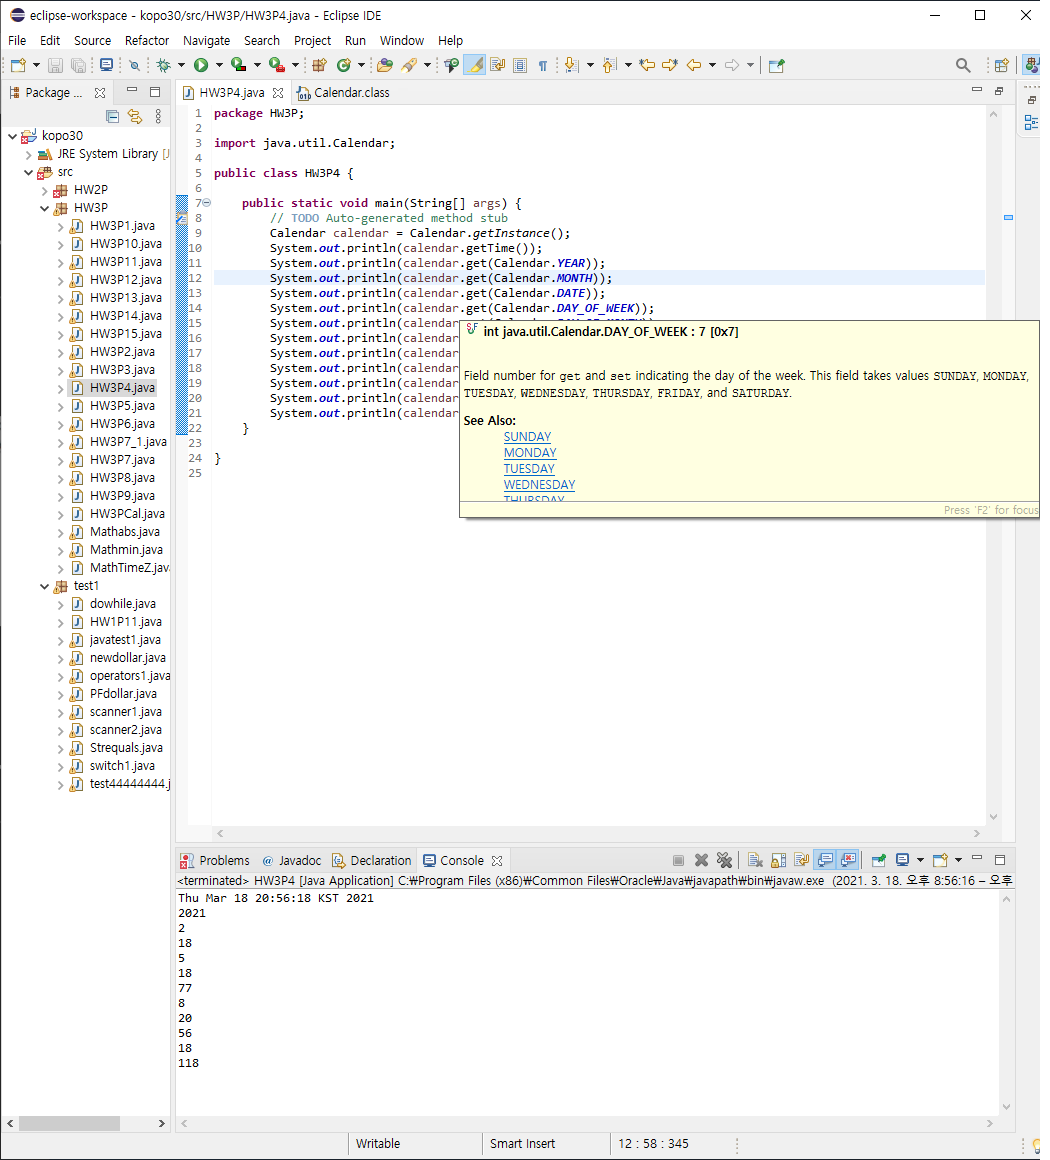 eclipse-workspace - kopo30/src/HW3P/HW3P4.java - Eclipse IDE
File Edit Source Refactor Navigate Search Project Run Window Help
Package ...
kopo30
JRE System Library [J
src
HW2P
HW3P
HW3P1.java
HW3P10.java
HW3P11.java
HW3P12.java
HW3P13.java
HW3P14.java
HW3P15.java
HW3P2.java
HW3P3.java
HW3P4.java
HW3P5.java
HW3P6.java
HW3P7_1.java
HW3P7.java
HW3P8.java
HW3P9.java
HW3PCal.java
Mathabs.java
Mathmin.java
MathTimeZ.jav
test1
dowhile.java
HW1P11.java
javatest1.java
newdollar.java
operators1.java
PFdollar.java
scanner1.java
scanner2.java
Strequals.java
switch1.java
test44444444.j
HW3P4.java Calendar.class
1 package HW3P;
2
3 import java.util.Calendar;
4
5 public class HW3P4 {
6
7 public static void main(String[] args) {
8 // TODO Auto-generated method stub
9 Calendar calendar = Calendar.getInstance();
10 System.out.println(calendar.getTime());
11 System.out.println(calendar.get(Calendar.YEAR));
12 System.out.println(calendar.get(Calendar.MONTH));
13 System.out.println(calendar.get(Calendar.DATE));
14 System.out.println(calendar.get(Calendar.DAY_OF_WEEK));
15 System.out.println(calendar
16 System.out.println(calendar
17 System.out.println(calendar
18 System.out.println(calendar
19 System.out.println(calendar
20 System.out.println(calendar
21 System.out.println(calendar
22 }
23
24 }
25
int java.util.Calendar.DAY_OF_WEEK : 7 [0x7]
Field number for get and set indicating the day of the week. This field takes values SUNDAY, MONDAY,
TUESDAY, WEDNESDAY, THURSDAY, FRIDAY, and SATURDAY.
See Also:
SUNDAY
MONDAY
TUESDAY
WEDNESDAY
THURSDAY
Press 'F2' for focus
Problems @ Javadoc Declaration Console
<terminated> HW3P4 [Java Application] C:₩Program Files (x86)₩Common Files₩Oracle₩Java₩javapath₩bin₩javaw.exe (2021. 3. 18. 오후 8:56:16 – 오후
Thu Mar 18 20:56:18 KST 2021
2021
2
18
5
18
77
8
20
56
18
118
Writable Smart Insert 12 : 58 : 345